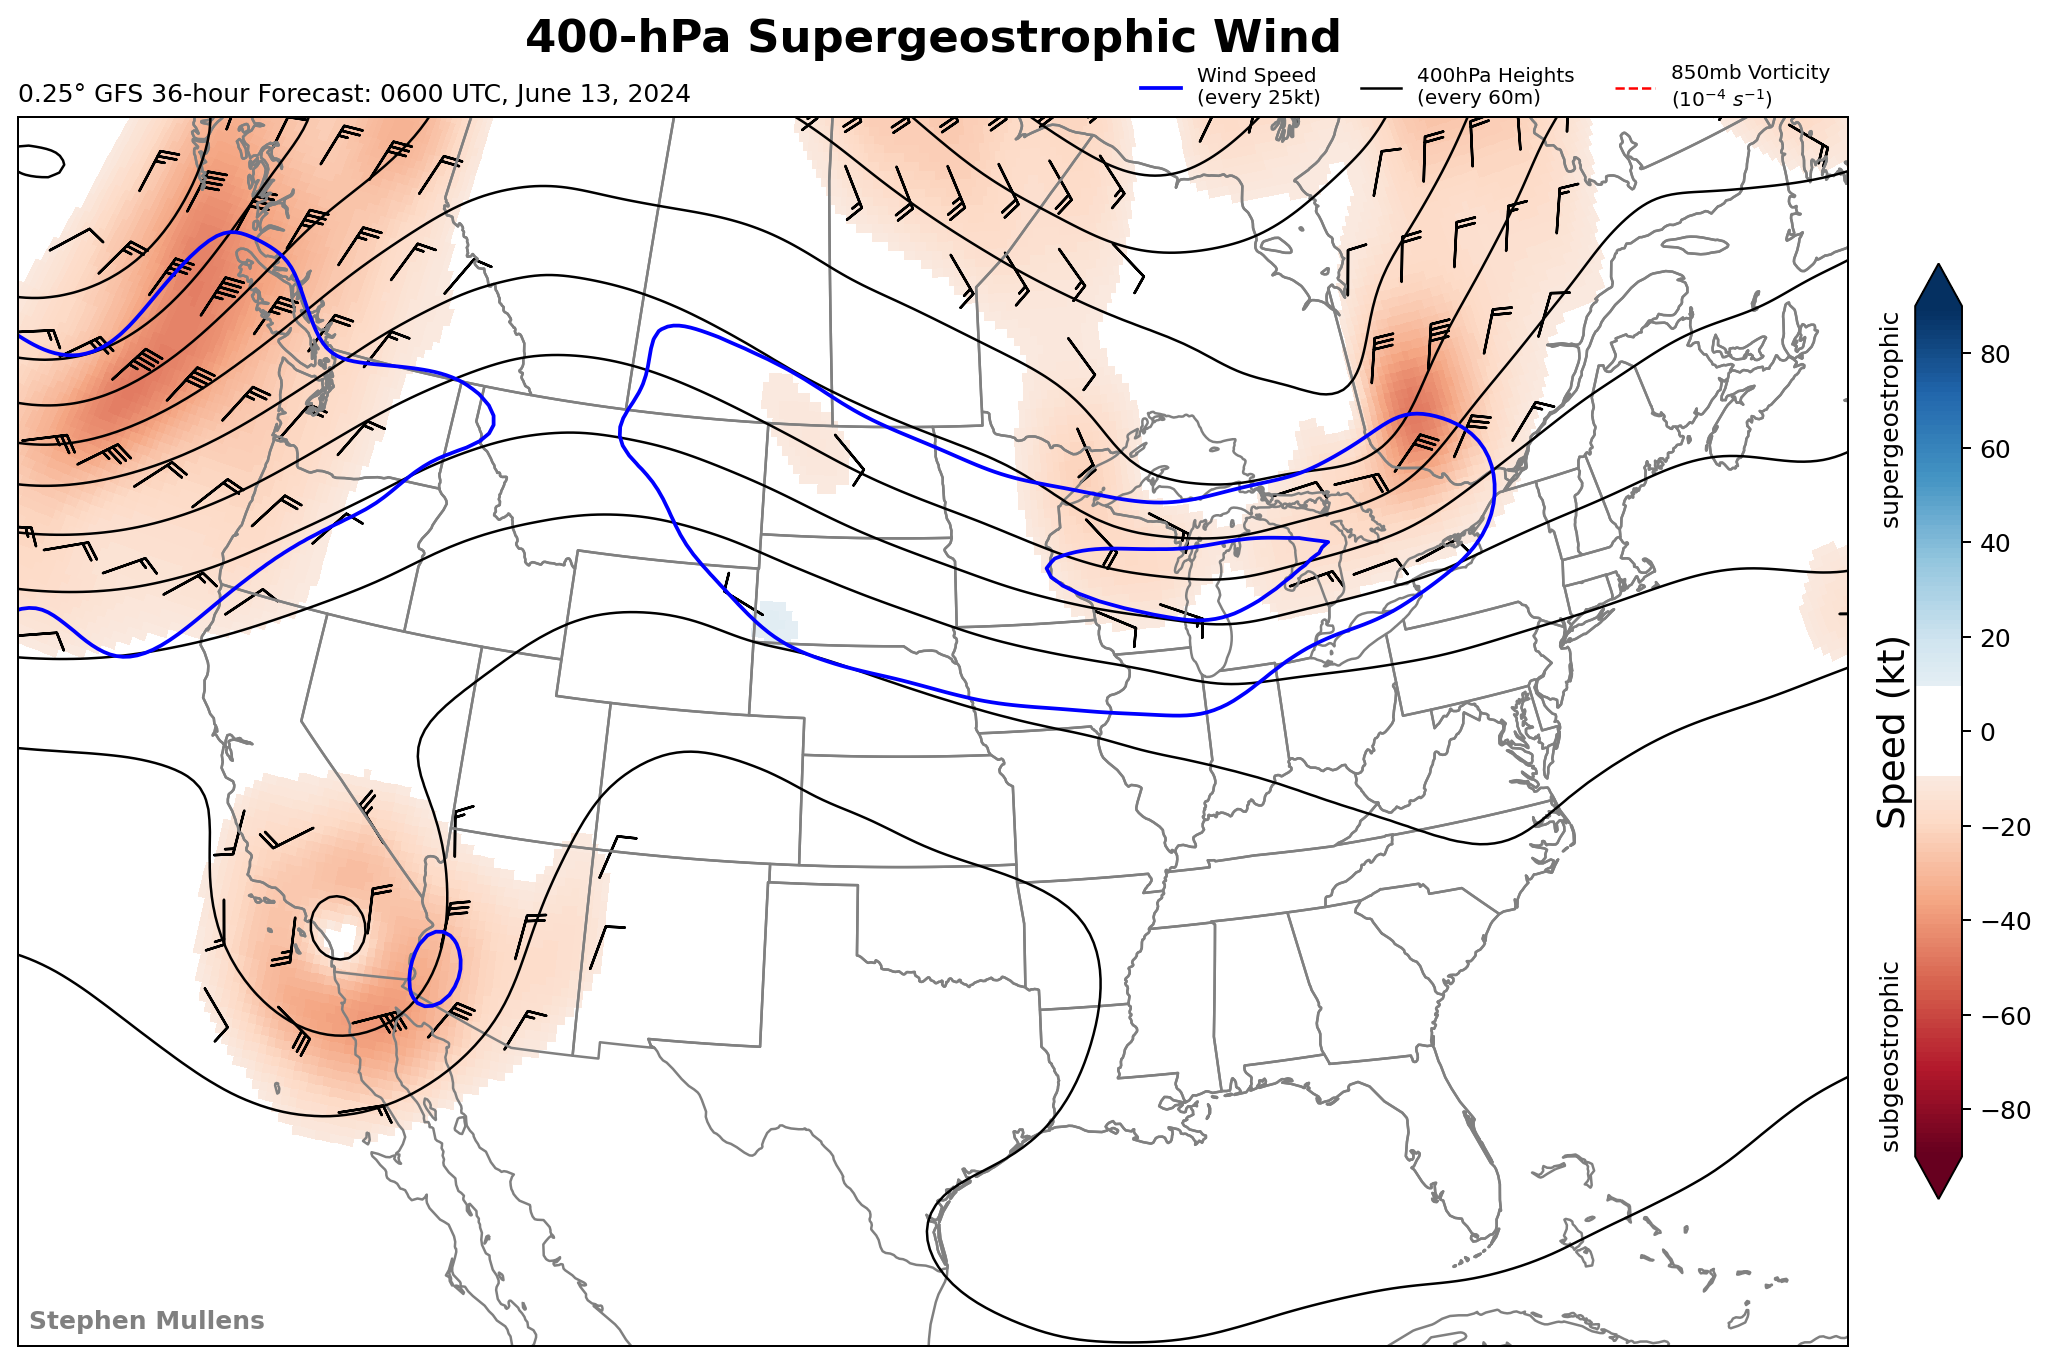 400-hPa Supergeostrophic Wind
0.25° GFS 36-hour Forecast: 0600 UTC, June 13, 2024
Wind Speed
(every 25kt)
400hPa Heights
(every 60m)
850mb Vorticity
(10⁻⁴ s⁻¹)
supergeostrophic
Speed (kt)
subgeostrophic
80
60
40
20
0
−20
−40
−60
−80
Stephen Mullens